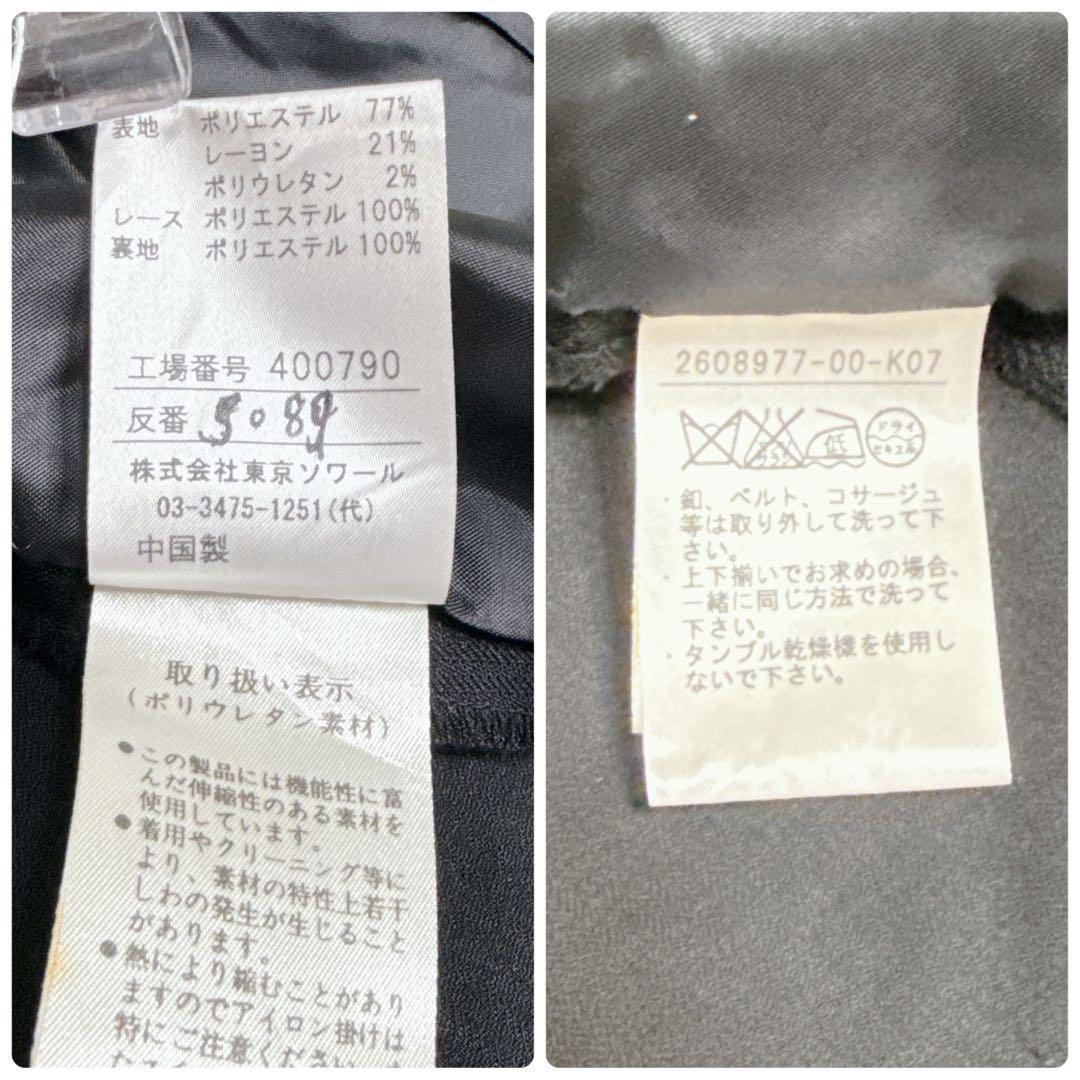 表地 ポリエステル 77%
レーヨン 21%
ポリウレタン 2%
レース ポリエステル 100%
裏地 ポリエステル 100%
工場番号 400790
反番 5089
株式会社東京ソワール
03-3475-1251(代)
中国製
取り扱い表示
(ポリウレタン素材)
●この製品には機能性に富
んだ伸縮性のある素材を
使用しています。
●着用やクリーニング等に
より、素材の特性上若干
しわの発生が生じること
があります。
●熱により縮むことがあり
ますのでアイロン掛けは
特にご注意ください
2608977-00-K07
エンソ
サラシ
低
ドライ
セキユ系
・釦、ベルト、コサージュ
等は取り外して洗って下
さい。
・上下揃いでお求めの場合、
一緒に同じ方法で洗って
下さい。
・タンブル乾燥機を使用し
ないで下さい。